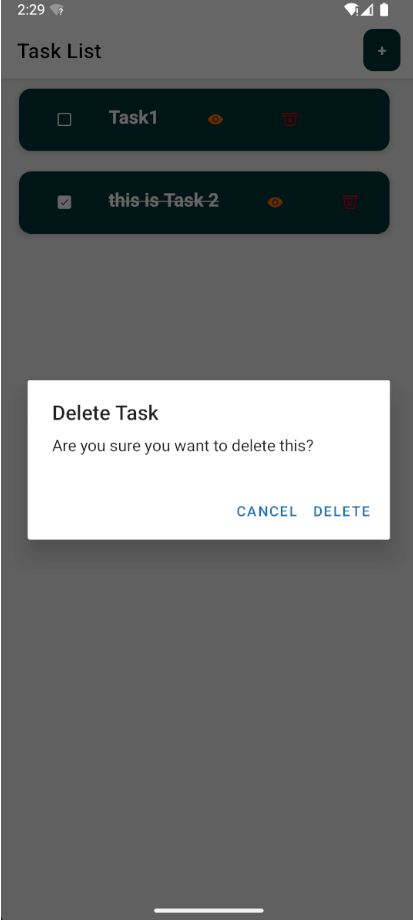 2:29
Task List
+
Task1
this is Task 2
Delete Task
Are you sure you want to delete this?
CANCEL DELETE